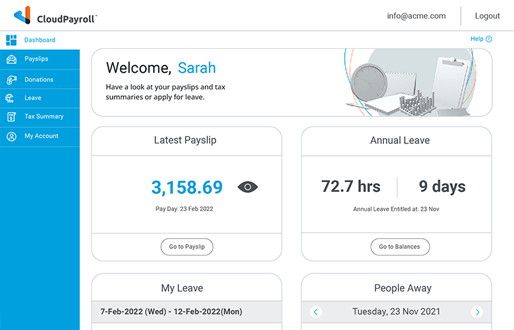 CloudPayroll
info@acme.com
Logout
Dashboard
Payslips
Donations
Leave
Tax Summary
My Account
Help
Welcome, Sarah
Have a look at your payslips and tax
summaries or apply for leave.
Latest Payslip
3,158.69
Pay Day: 23 Feb 2022
Go to Payslip
Annual Leave
72.7 hrs
9 days
Annual Leave Entitled at: 23 Nov
Go to Balances
My Leave
7-Feb-2022 (Wed) - 12-Feb-2022(Mon)
People Away
Tuesday, 23 Nov 2021